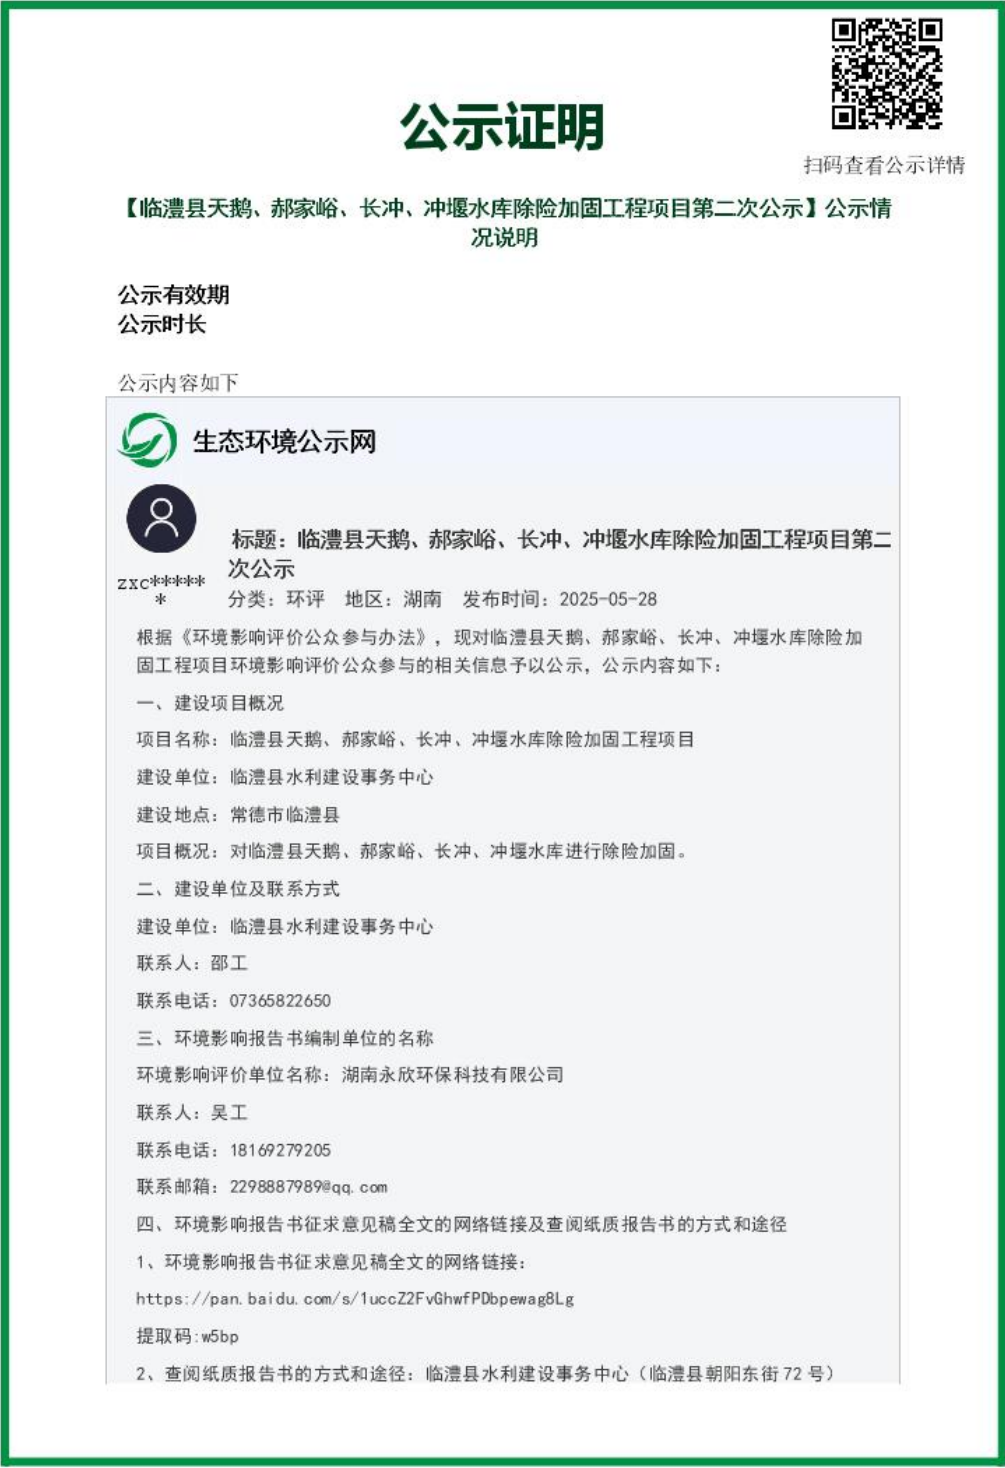 公示证明
扫码查看公示详情
【临澧县天鹅、郝家峪、长冲、冲堰水库除险加固工程项目第二次公示】公示情
况说明
公示有效期
公示时长
公示内容如下
生态环境公示网
标题：临澧县天鹅、郝家峪、长冲、冲堰水库除险加固工程项目第二
次公示
zxc*****
*
分类：环评 地区：湖南 发布时间：2025-05-28
根据《环境影响评价公众参与办法》，现对临澧县天鹅、郝家峪、长冲、冲堰水库除险加
固工程项目环境影响评价公众参与的相关信息予以公示，公示内容如下：
一、建设项目概况
项目名称：临澧县天鹅、郝家峪、长冲、冲堰水库除险加固工程项目
建设单位：临澧县水利建设事务中心
建设地点：常德市临澧县
项目概况：对临澧县天鹅、郝家峪、长冲、冲堰水库进行除险加固。
二、建设单位及联系方式
建设单位：临澧县水利建设事务中心
联系人：邵工
联系电话：07365822650
三、环境影响报告书编制单位的名称
环境影响评价单位名称：湖南永欣环保科技有限公司
联系人：吴工
联系电话：18169279205
联系邮箱：2298887989@qq.com
四、环境影响报告书征求意见稿全文的网络链接及查阅纸质报告书的方式和途径
1、环境影响报告书征求意见稿全文的网络链接：
https://pan.baidu.com/s/1uccZ2FvGhwfPDbpewag8Lg
提取码:w5bp
2、查阅纸质报告书的方式和途径：临澧县水利建设事务中心（临澧县朝阳东街 72 号）